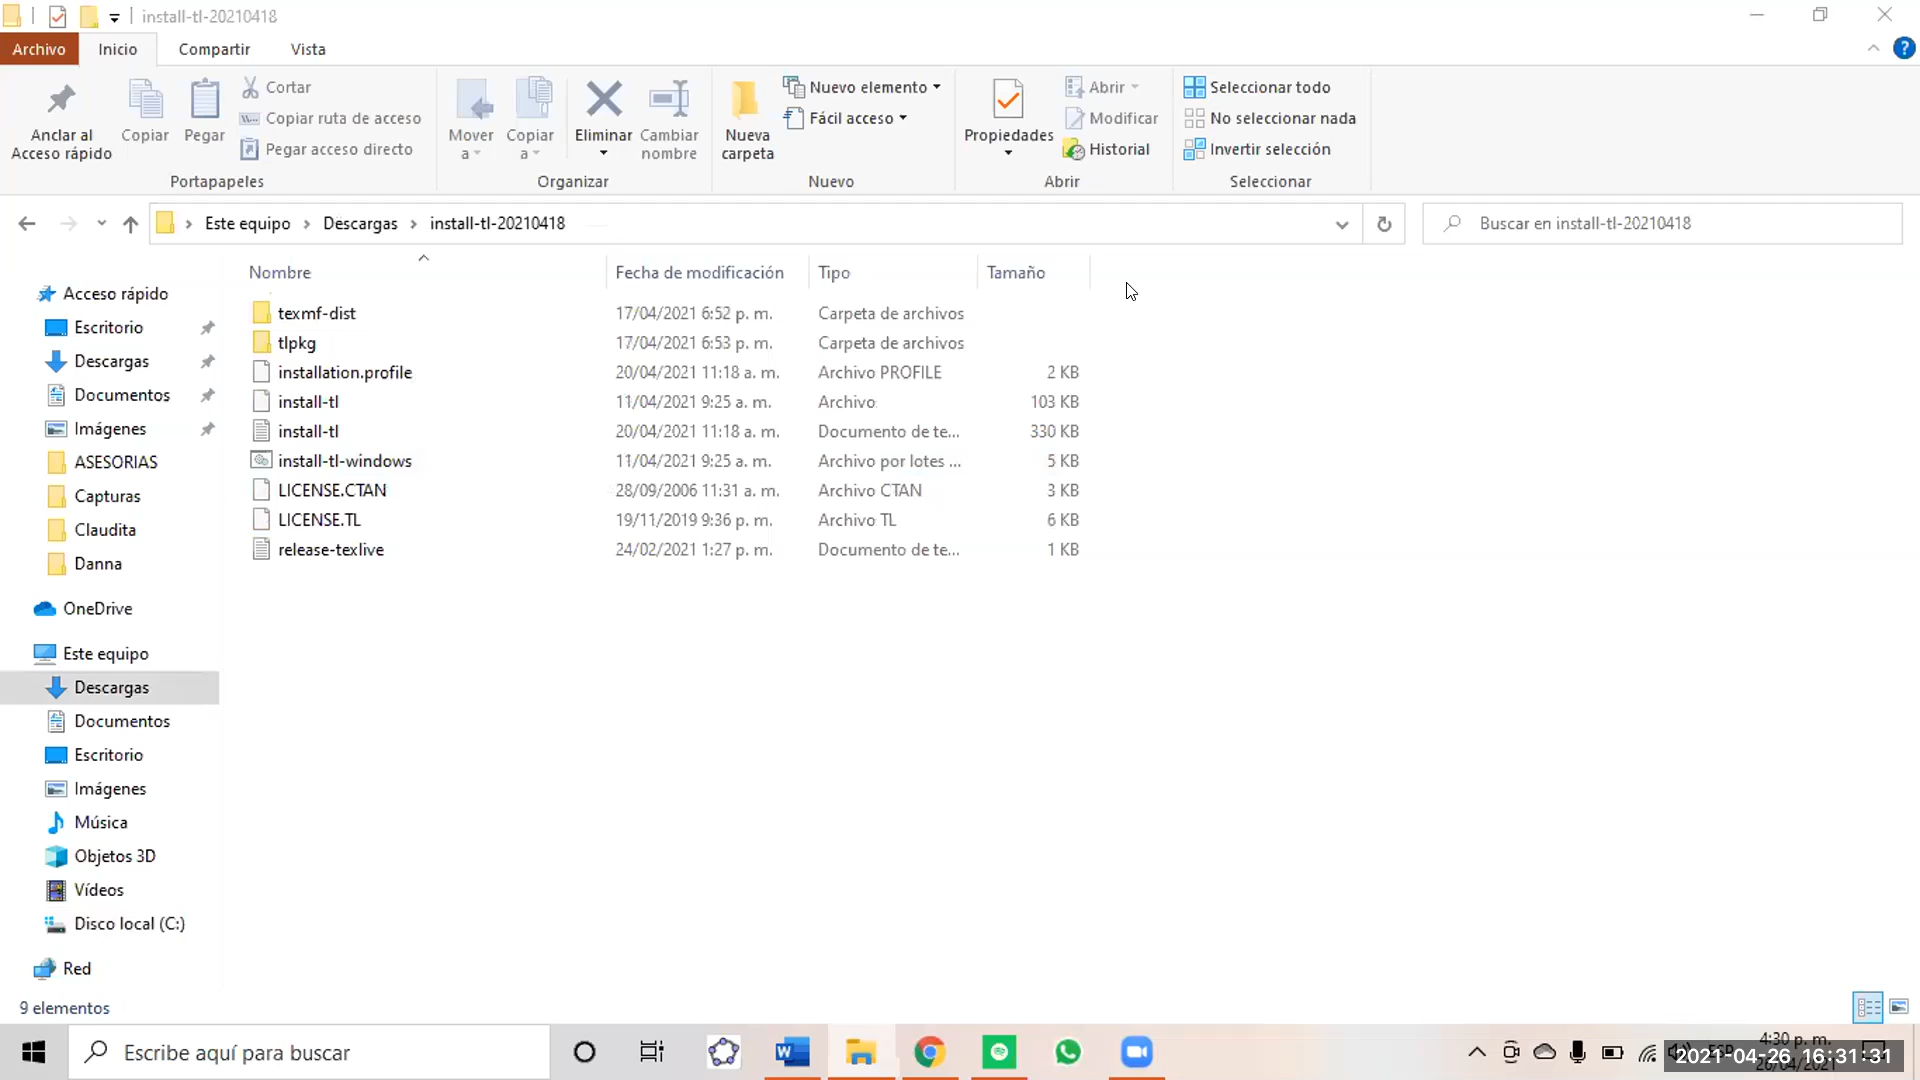 install-tl-20210418
Archivo Inicio Compartir Vista
Anclar al Acceso rápido
Copiar
Pegar
Cortar
Copiar ruta de acceso
Pegar acceso directo
Portapapeles
Mover a
Copiar a
Eliminar
Cambiar nombre
Organizar
Nueva carpeta
Nuevo elemento
Fácil acceso
Nuevo
Propiedades
Abrir
Modificar
Historial
Abrir
Seleccionar todo
No seleccionar nada
Invertir selección
Seleccionar
Este equipo > Descargas > install-tl-20210418
Buscar en install-tl-20210418
Nombre Fecha de modificación Tipo Tamaño
texmf-dist 17/04/2021 6:52 p. m. Carpeta de archivos
tlpkg 17/04/2021 6:53 p. m. Carpeta de archivos
installation.profile 20/04/2021 11:18 a. m. Archivo PROFILE 2 KB
install-tl 11/04/2021 9:25 a. m. Archivo 103 KB
install-tl 20/04/2021 11:18 a. m. Documento de te... 330 KB
install-tl-windows 11/04/2021 9:25 a. m. Archivo por lotes ... 5 KB
LICENSE.CTAN 28/09/2006 11:31 a. m. Archivo CTAN 3 KB
LICENSE.TL 19/11/2019 9:36 p. m. Archivo TL 6 KB
release-texlive 24/02/2021 1:27 p. m. Documento de te... 1 KB
Acceso rápido
Escritorio
Descargas
Documentos
Imágenes
ASESORIAS
Capturas
Claudita
Danna
OneDrive
Este equipo
Descargas
Documentos
Escritorio
Imágenes
Música
Objetos 3D
Vídeos
Disco local (C:)
Red
9 elementos
Escribe aquí para buscar
4:30 p. m.
ESP
26/04/2021
2021-04-26 16:31:31